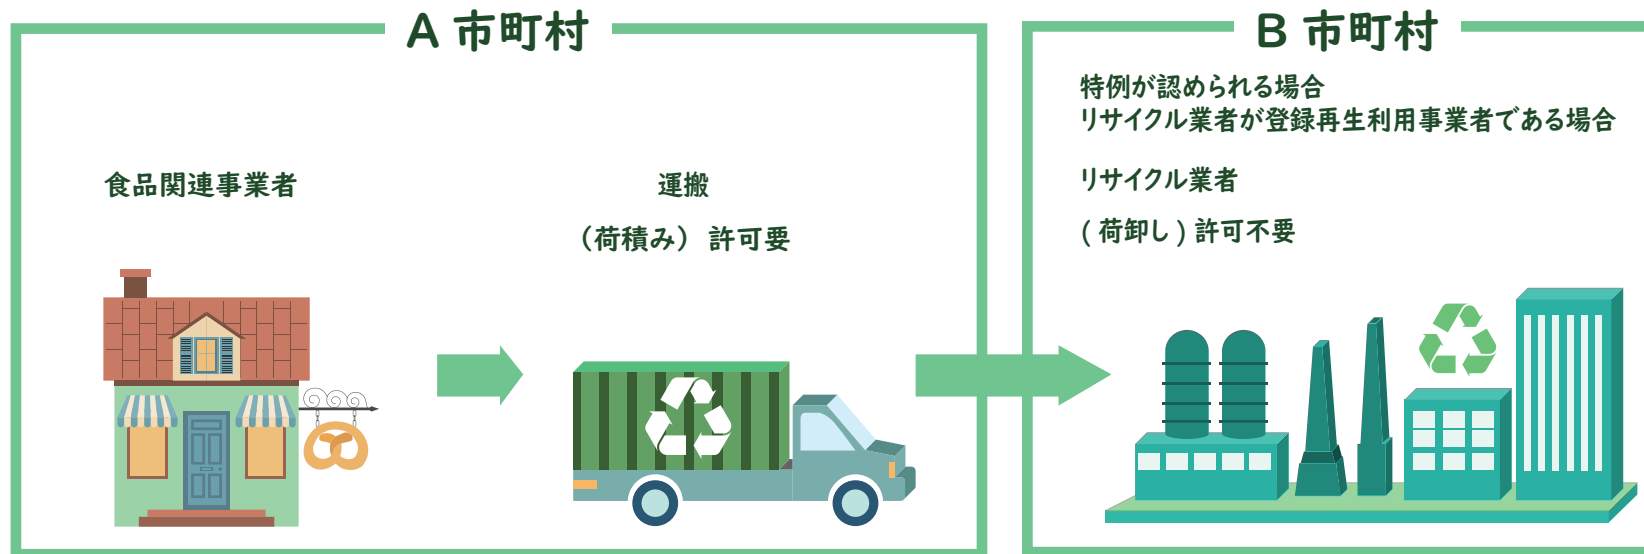 A 市町村
食品関連事業者
運搬
（荷積み） 許可要
B 市町村
特例が認められる場合
リサイクル業者が登録再生利用事業者である場合
リサイクル業者
( 荷卸し ) 許可不要